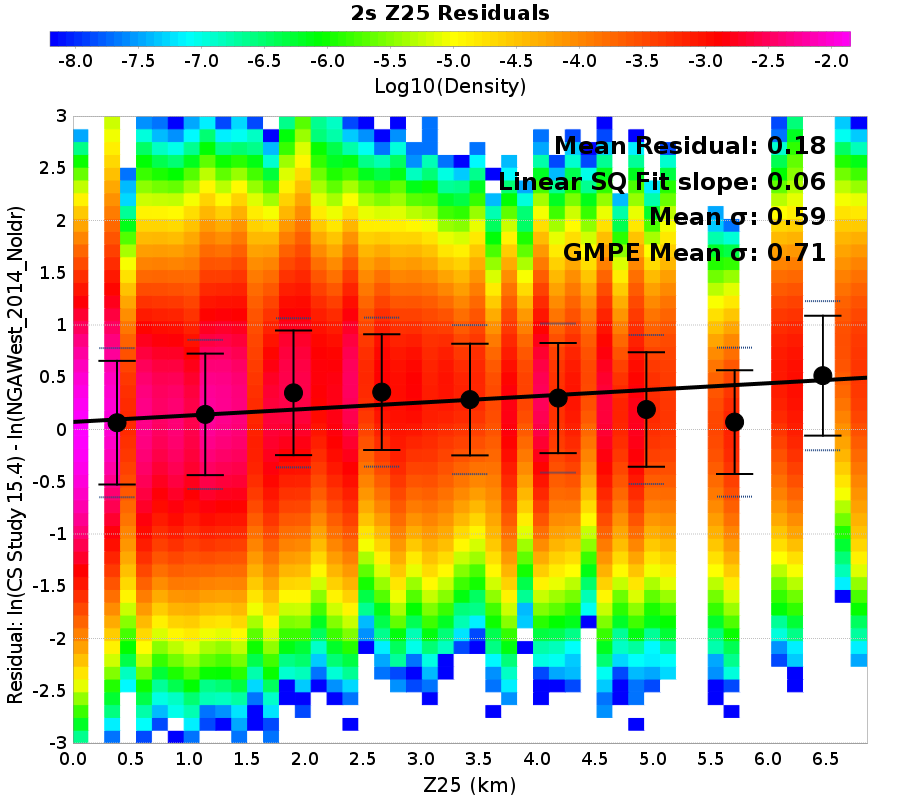 2s Z25 Residuals
-8.0 -7.5 -7.0 -6.5 -6.0 -5.5 -5.0 -4.5 -4.0 -3.5 -3.0 -2.5 -2.0
Log10(Density)
Mean Residual: 0.18
Linear SQ Fit slope: 0.06
Mean σ: 0.59
GMPE Mean σ: 0.71
Residual: ln(CS Study 15.4) - ln(NGAWest_2014_NoIdr)
3
2.5
2
1.5
1
0.5
0
-0.5
-1
-1.5
-2
-2.5
-3
0.0 0.5 1.0 1.5 2.0 2.5 3.0 3.5 4.0 4.5 5.0 5.5 6.0 6.5
Z25 (km)